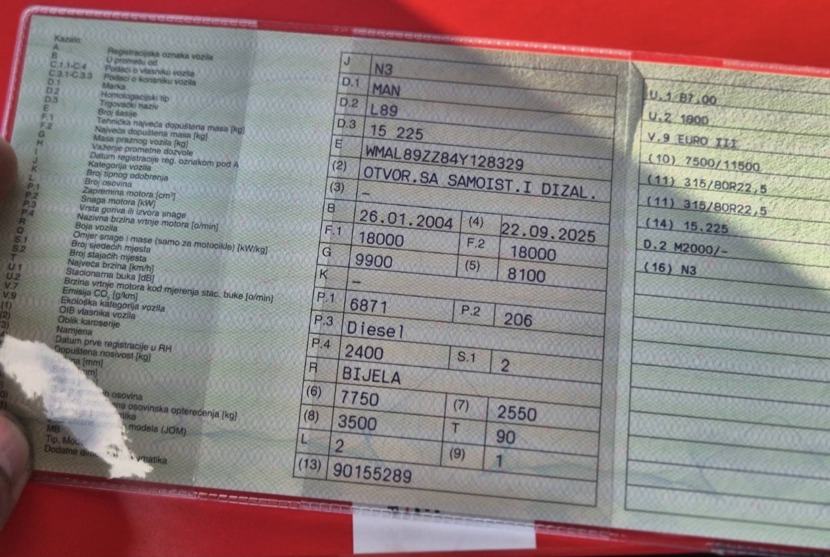 Kazalo:
A Registracijska oznaka vozila
B U prometu od
C.1.1-C.4 Podaci o vlasniku vozila
C.3.1-C.3.3 Podaci o korisniku vozila
D.1 Marka
D.2 Homologacijski tip
D.3 Trgovački naziv
E Broj šasije
F.1 Tehnička najveća dopuštena masa [kg]
F.2 Najveća dopuštena masa [kg]
G Masa praznog vozila [kg]
H Važenje prometne dozvole
I Datum registracije reg. oznakom pod A
J Kategorija vozila
K Broj tipnog odobrenja
L Broj osovina
P.1 Zapremina motora [cm³]
P.2 Snaga motora [kW]
P.3 Vrsta goriva ili izvora snage
P.4 Nazivna brzina vrtnje motora [o/min]
R Boja vozila
Q Omjer snage i mase (samo za motocikle) [kW/kg]
S.1 Broj sjedaćih mjesta
S.2 Broj stajaćih mjesta
T Najveća brzina [km/h]
U.1 Stacionarna buka [dB]
U.2 Brzina vrtnje motora kod mjerenja stac. buke [o/min]
V.7 Emisija CO₂ [g/km]
V.9 Ekološka kategorija vozila
(1) OIB vlasnika vozila
(2) Oblik karoserije
(3) Namjena
Datum prve registracije u RH
Dopuštena nosivost [kg]
[mm]
osovina
osovinska opterećenja [kg]
modela (JOM)
MB
Tip, Mod
Dodatne
J N3
D.1 MAN
D.2 L89
D.3 15 225
E WMAL89ZZ84Y128329
(2) OTVOR.SA SAMOIST.I DIZAL.
(3) –
B 26.01.2004 (4) 22.09.2025
F.1 18000 F.2 18000
G 9900 (5) 8100
K –
P.1 6871 P.2 206
P.3 Diesel
P.4 2400 S.1 2
R BIJELA
(6) 7750 (7) 2550
(8) 3500 T 90
L 2 (9) 1
(13) 90155289
U.1 87.00
U.2 1800
V.9 EURO III
(10) 7500/11500
(11) 315/80R22,5
(11) 315/80R22,5
(14) 15.225
D.2 M2000/-
(16) N3